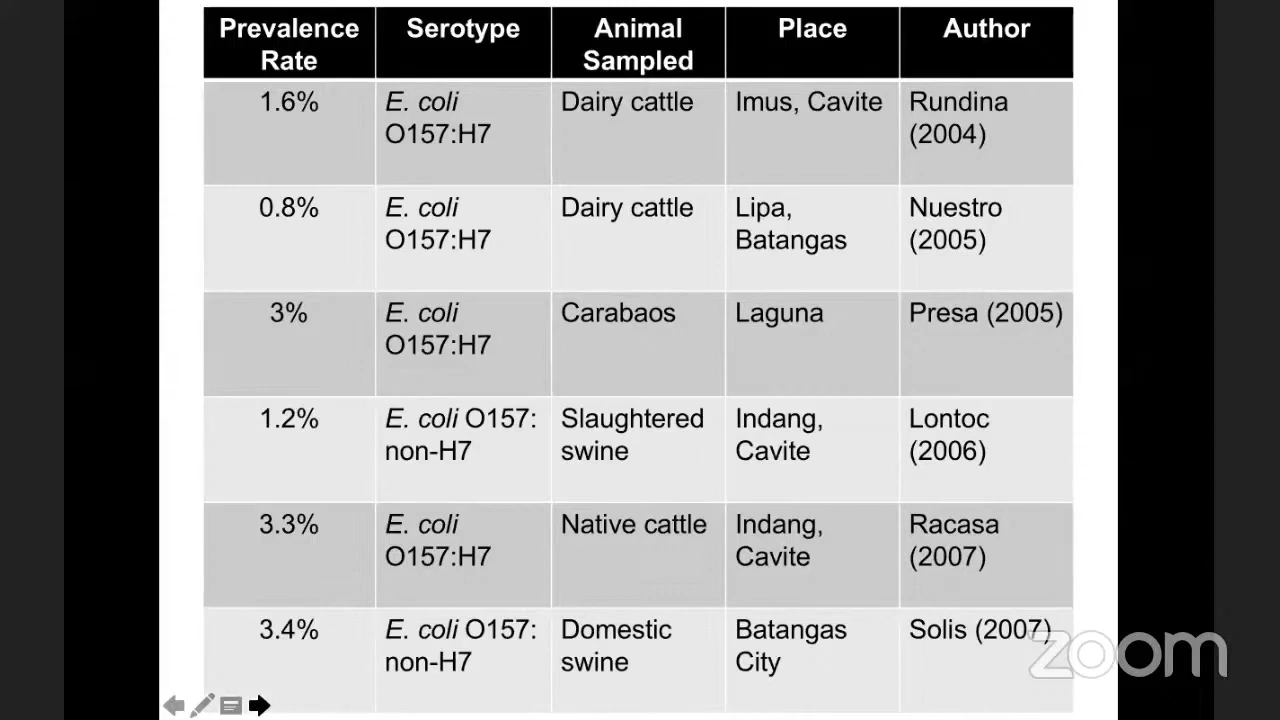 Prevalence Rate Serotype Animal Sampled Place Author
1.6% E. coli O157:H7 Dairy cattle Imus, Cavite Rundina (2004)
0.8% E. coli O157:H7 Dairy cattle Lipa, Batangas Nuestro (2005)
3% E. coli O157:H7 Carabaos Laguna Presa (2005)
1.2% E. coli O157: non-H7 Slaughtered swine Indang, Cavite Lontoc (2006)
3.3% E. coli O157:H7 Native cattle Indang, Cavite Racasa (2007)
3.4% E. coli O157: non-H7 Domestic swine Batangas City Solis (2007)
zoom